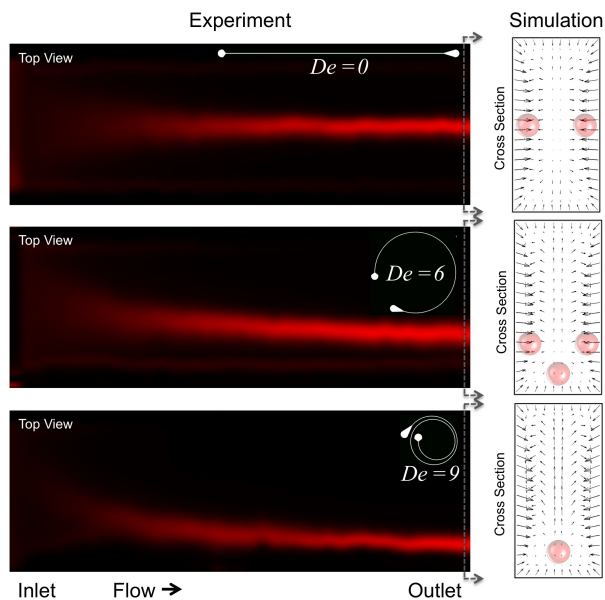 Experiment
Simulation
Top View
De = 0
Cross Section
Top View
De = 6
Cross Section
Top View
De = 9
Cross Section
Inlet
Flow →
Outlet